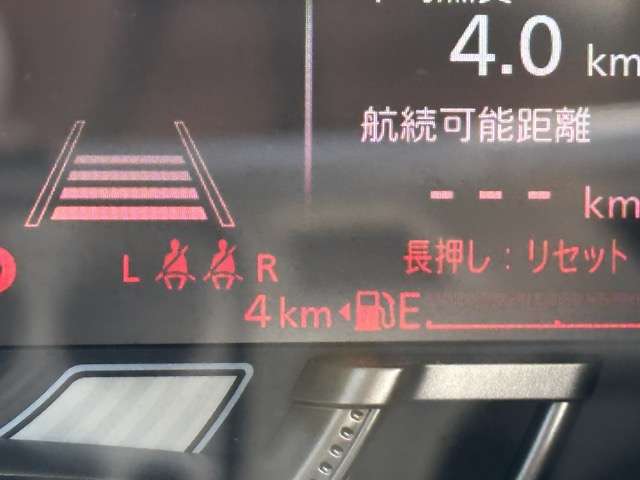 4.0 km
航続可能距離
--- km
長押し：リセット
L R
4km E